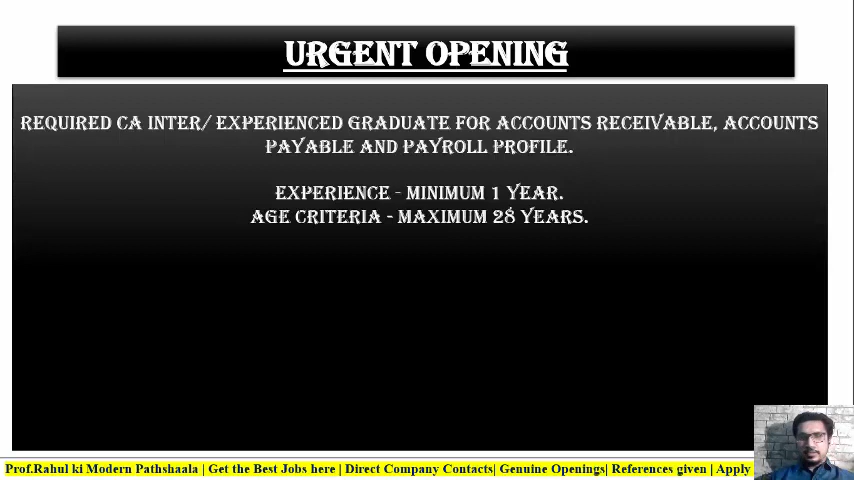 URGENT OPENING
REQUIRED CA INTER/ EXPERIENCED GRADUATE FOR ACCOUNTS RECEIVABLE, ACCOUNTS
PAYABLE AND PAYROLL PROFILE.
EXPERIENCE - MINIMUM 1 YEAR.
AGE CRITERIA - MAXIMUM 28 YEARS.
Prof.Rahul ki Modern Pathshaala | Get the Best Jobs here | Direct Company Contacts| Genuine Openings| References given | Apply